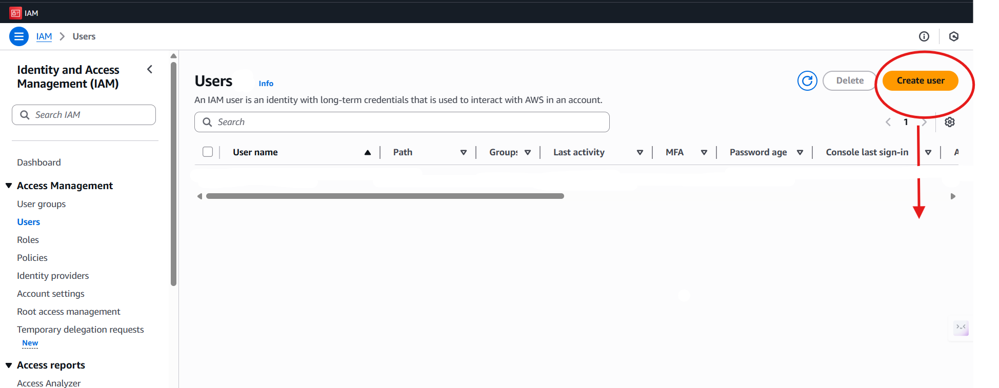 IAM
IAM > Users
Identity and Access
Management (IAM)
Search IAM
Dashboard
Access Management
User groups
Users
Roles
Policies
Identity providers
Account settings
Root access management
Temporary delegation requests
New
Access reports
Access Analyzer
Users Info
Delete
Create user
An IAM user is an identity with long-term credentials that is used to interact with AWS in an account.
Search
1
User name Path Groups Last activity MFA Password age Console last sign-in A